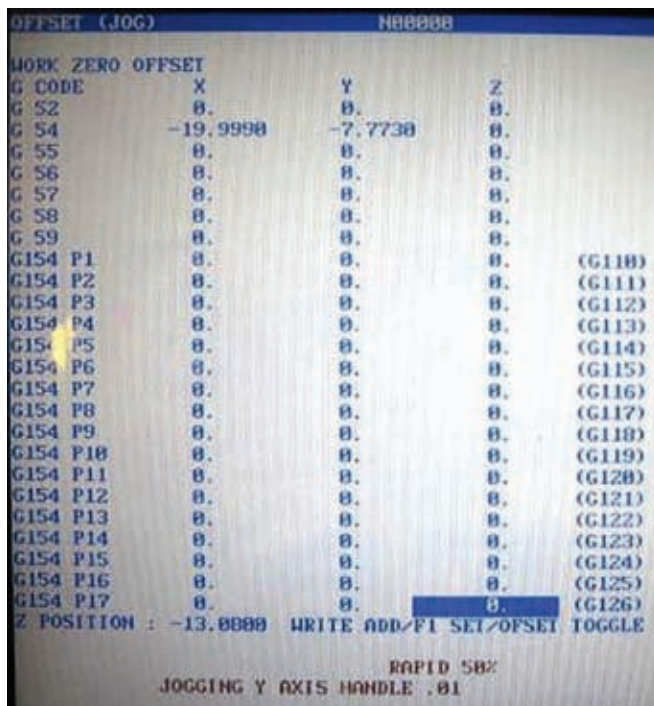 OFFSET (JOG) N00000
WORK ZERO OFFSET
G CODE X Y Z
G 52 0. 0. 0.
G 54 -19.9990 -7.7730 0.
G 55 0. 0. 0.
G 56 0. 0. 0.
G 57 0. 0. 0.
G 58 0. 0. 0.
G 59 0. 0. 0.
G154 P1 0. 0. 0. (G110)
G154 P2 0. 0. 0. (G111)
G154 P3 0. 0. 0. (G112)
G154 P4 0. 0. 0. (G113)
G154 P5 0. 0. 0. (G114)
G154 P6 0. 0. 0. (G115)
G154 P7 0. 0. 0. (G116)
G154 P8 0. 0. 0. (G117)
G154 P9 0. 0. 0. (G118)
G154 P10 0. 0. 0. (G119)
G154 P11 0. 0. 0. (G120)
G154 P12 0. 0. 0. (G121)
G154 P13 0. 0. 0. (G122)
G154 P14 0. 0. 0. (G123)
G154 P15 0. 0. 0. (G124)
G154 P16 0. 0. 0. (G125)
G154 P17 0. 0. 0. (G126)
Z POSITION : -13.0800 WRITE ADD/F1 SET/OFSET TOGGLE
RAPID 50%
JOGGING Y AXIS HANDLE .01